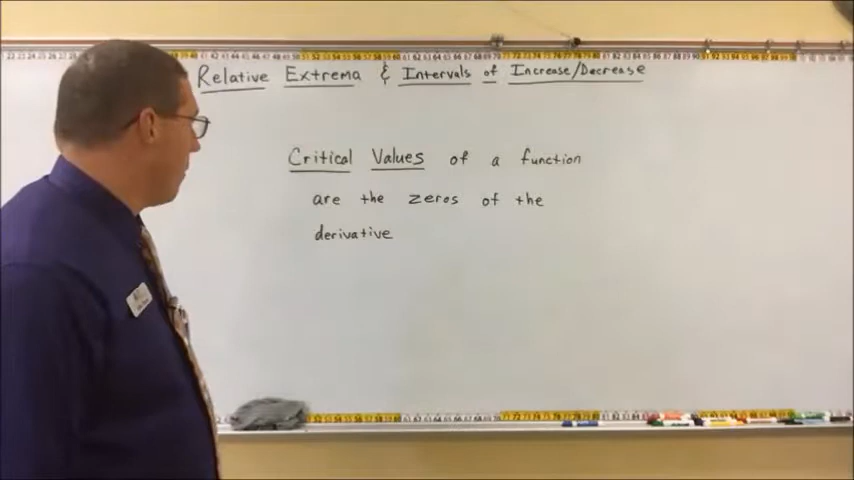 Relative Extrema & Intervals of Increase/Decrease
Critical Values of a function
are the zeros of the
derivative